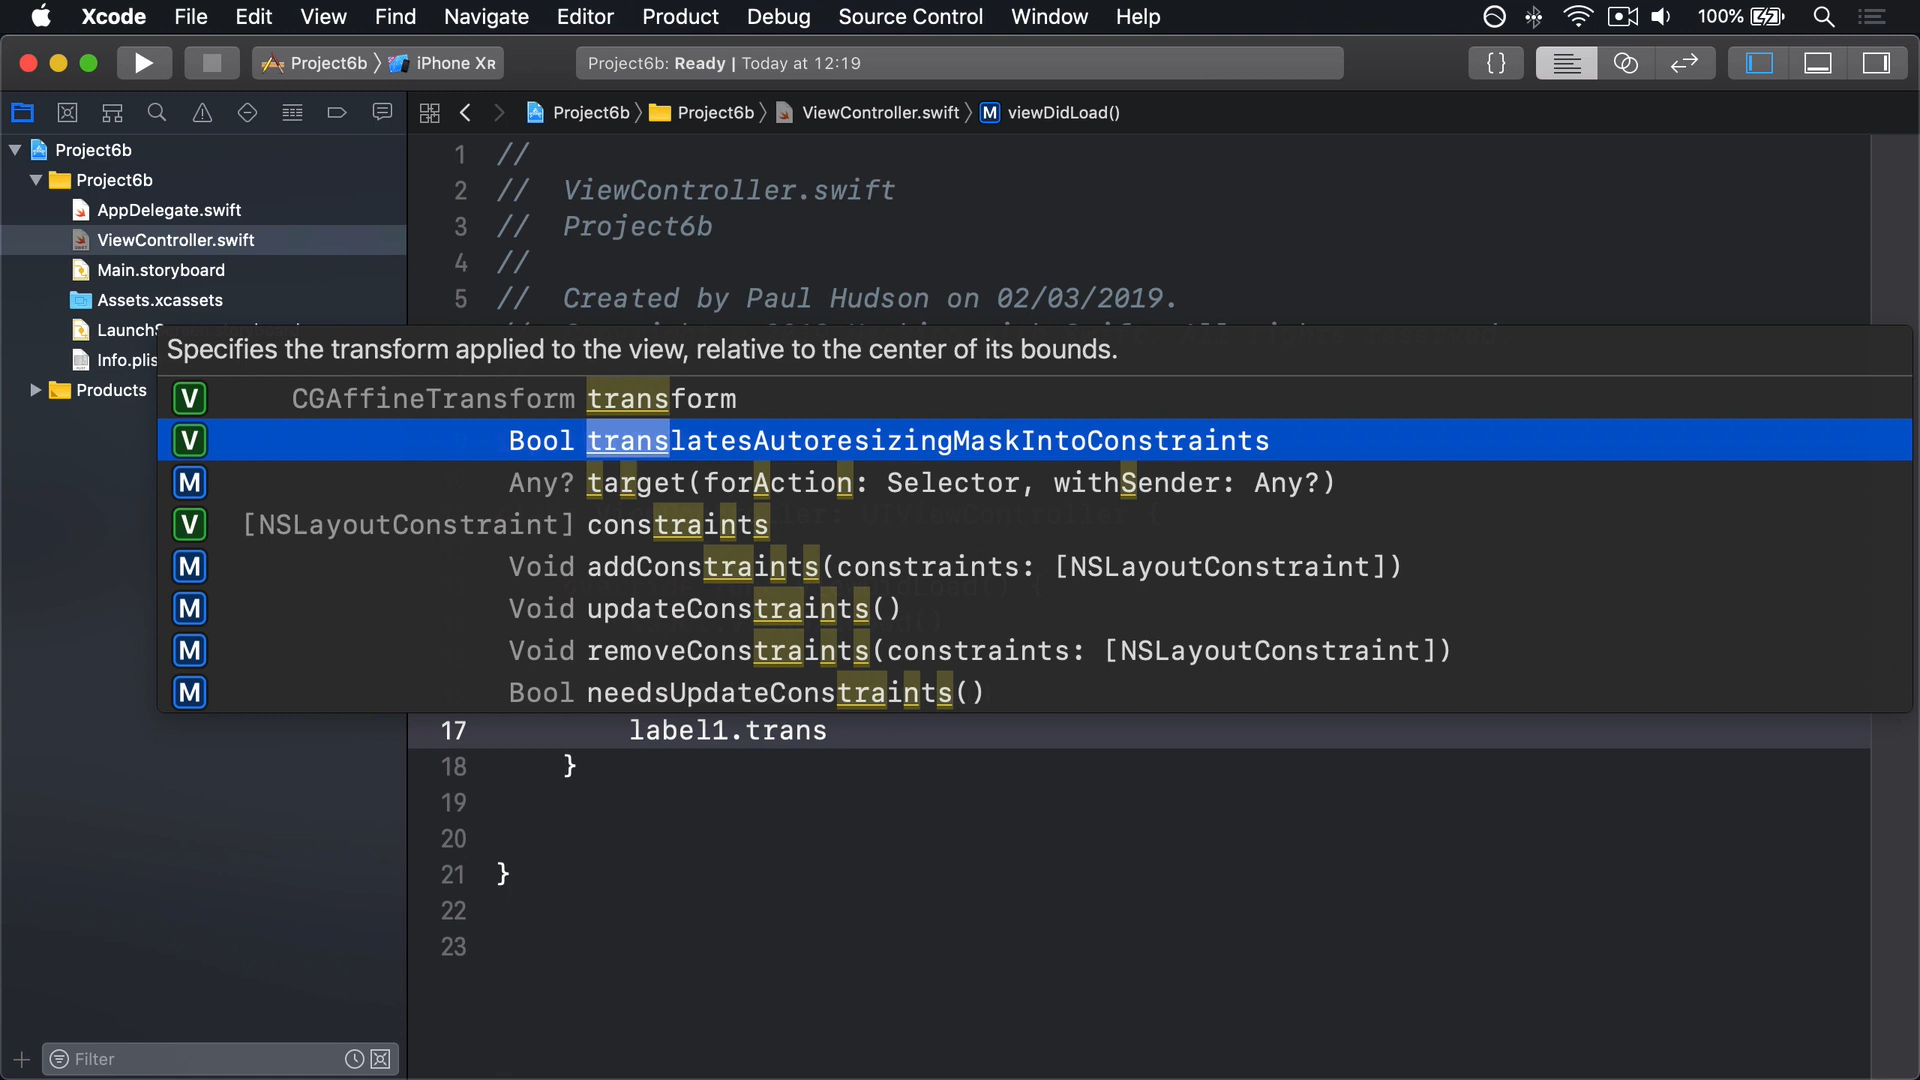 Xcode File Edit View Find Navigate Editor Product Debug Source Control Window Help 100%
Project6b iPhone XR
Project6b: Ready | Today at 12:19
{}
Project6b Project6b ViewController.swift M viewDidLoad()
Project6b
Project6b
AppDelegate.swift
ViewController.swift
Main.storyboard
Assets.xcassets
Info.plis
Products
1 //
2 // ViewController.swift
3 // Project6b
4 //
5 // Created by Paul Hudson on 02/03/2019.
Specifies the transform applied to the view, relative to the center of its bounds.
V CGAffineTransform transform
V Bool translatesAutoresizingMaskIntoConstraints
M Any? target(forAction: Selector, withSender: Any?)
V [NSLayoutConstraint] constraints
M Void addConstraints(constraints: [NSLayoutConstraint])
M Void updateConstraints()
M Void removeConstraints(constraints: [NSLayoutConstraint])
M Bool needsUpdateConstraints()
17 label1.trans
18 }
19
20
21 }
22
23
Filter